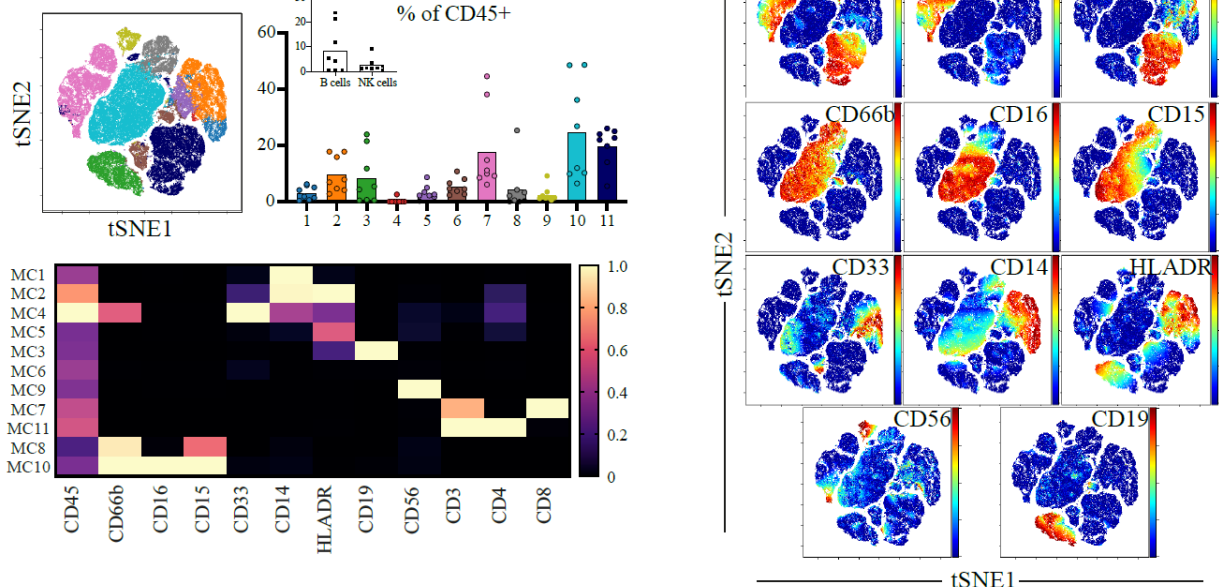 30
20
10
0
B cells NK cells
% of CD45+
60
40
20
0
1 2 3 4 5 6 7 8 9 10 11
tSNE2
tSNE1
MC1
MC2
MC4
MC5
MC3
MC6
MC9
MC7
MC11
MC8
MC10
1.0
0.8
0.6
0.4
0.2
0
CD45 CD66b CD16 CD15 CD33 CD14 HLADR CD19 CD56 CD3 CD4 CD8
CD66b CD16 CD15
CD33 CD14 HLADR
CD56 CD19
tSNE2
tSNE1